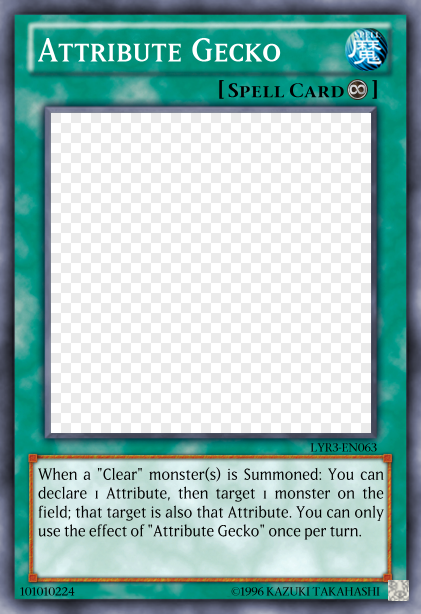 ATTRIBUTE GECKO
SPELL
魔
[SPELL CARD]
LYR3-EN063
When a "Clear" monster(s) is Summoned: You can
declare 1 Attribute, then target 1 monster on the
field; that target is also that Attribute. You can only
use the effect of "Attribute Gecko" once per turn.
101010224
©1996 KAZUKI TAKAHASHI